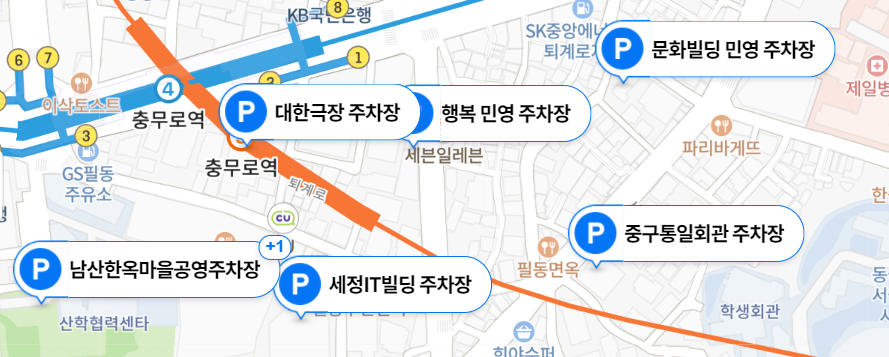 KB국민은행
8
SK중앙에너
퇴계로
문화빌딩 민영 주차장
6
7
1
2
4
이삭토스트
충무로역
대한극장 주차장
행복 민영 주차장
제일병
3
충무로역
세븐일레븐
파리바게뜨
GS필동
주유소
퇴계로
CU
중구통일회관 주차장
+1
남산한옥마을공영주차장
세정IT빌딩 주차장
필동면옥
산학협력센타
학생회관
희야수퍼
동
서